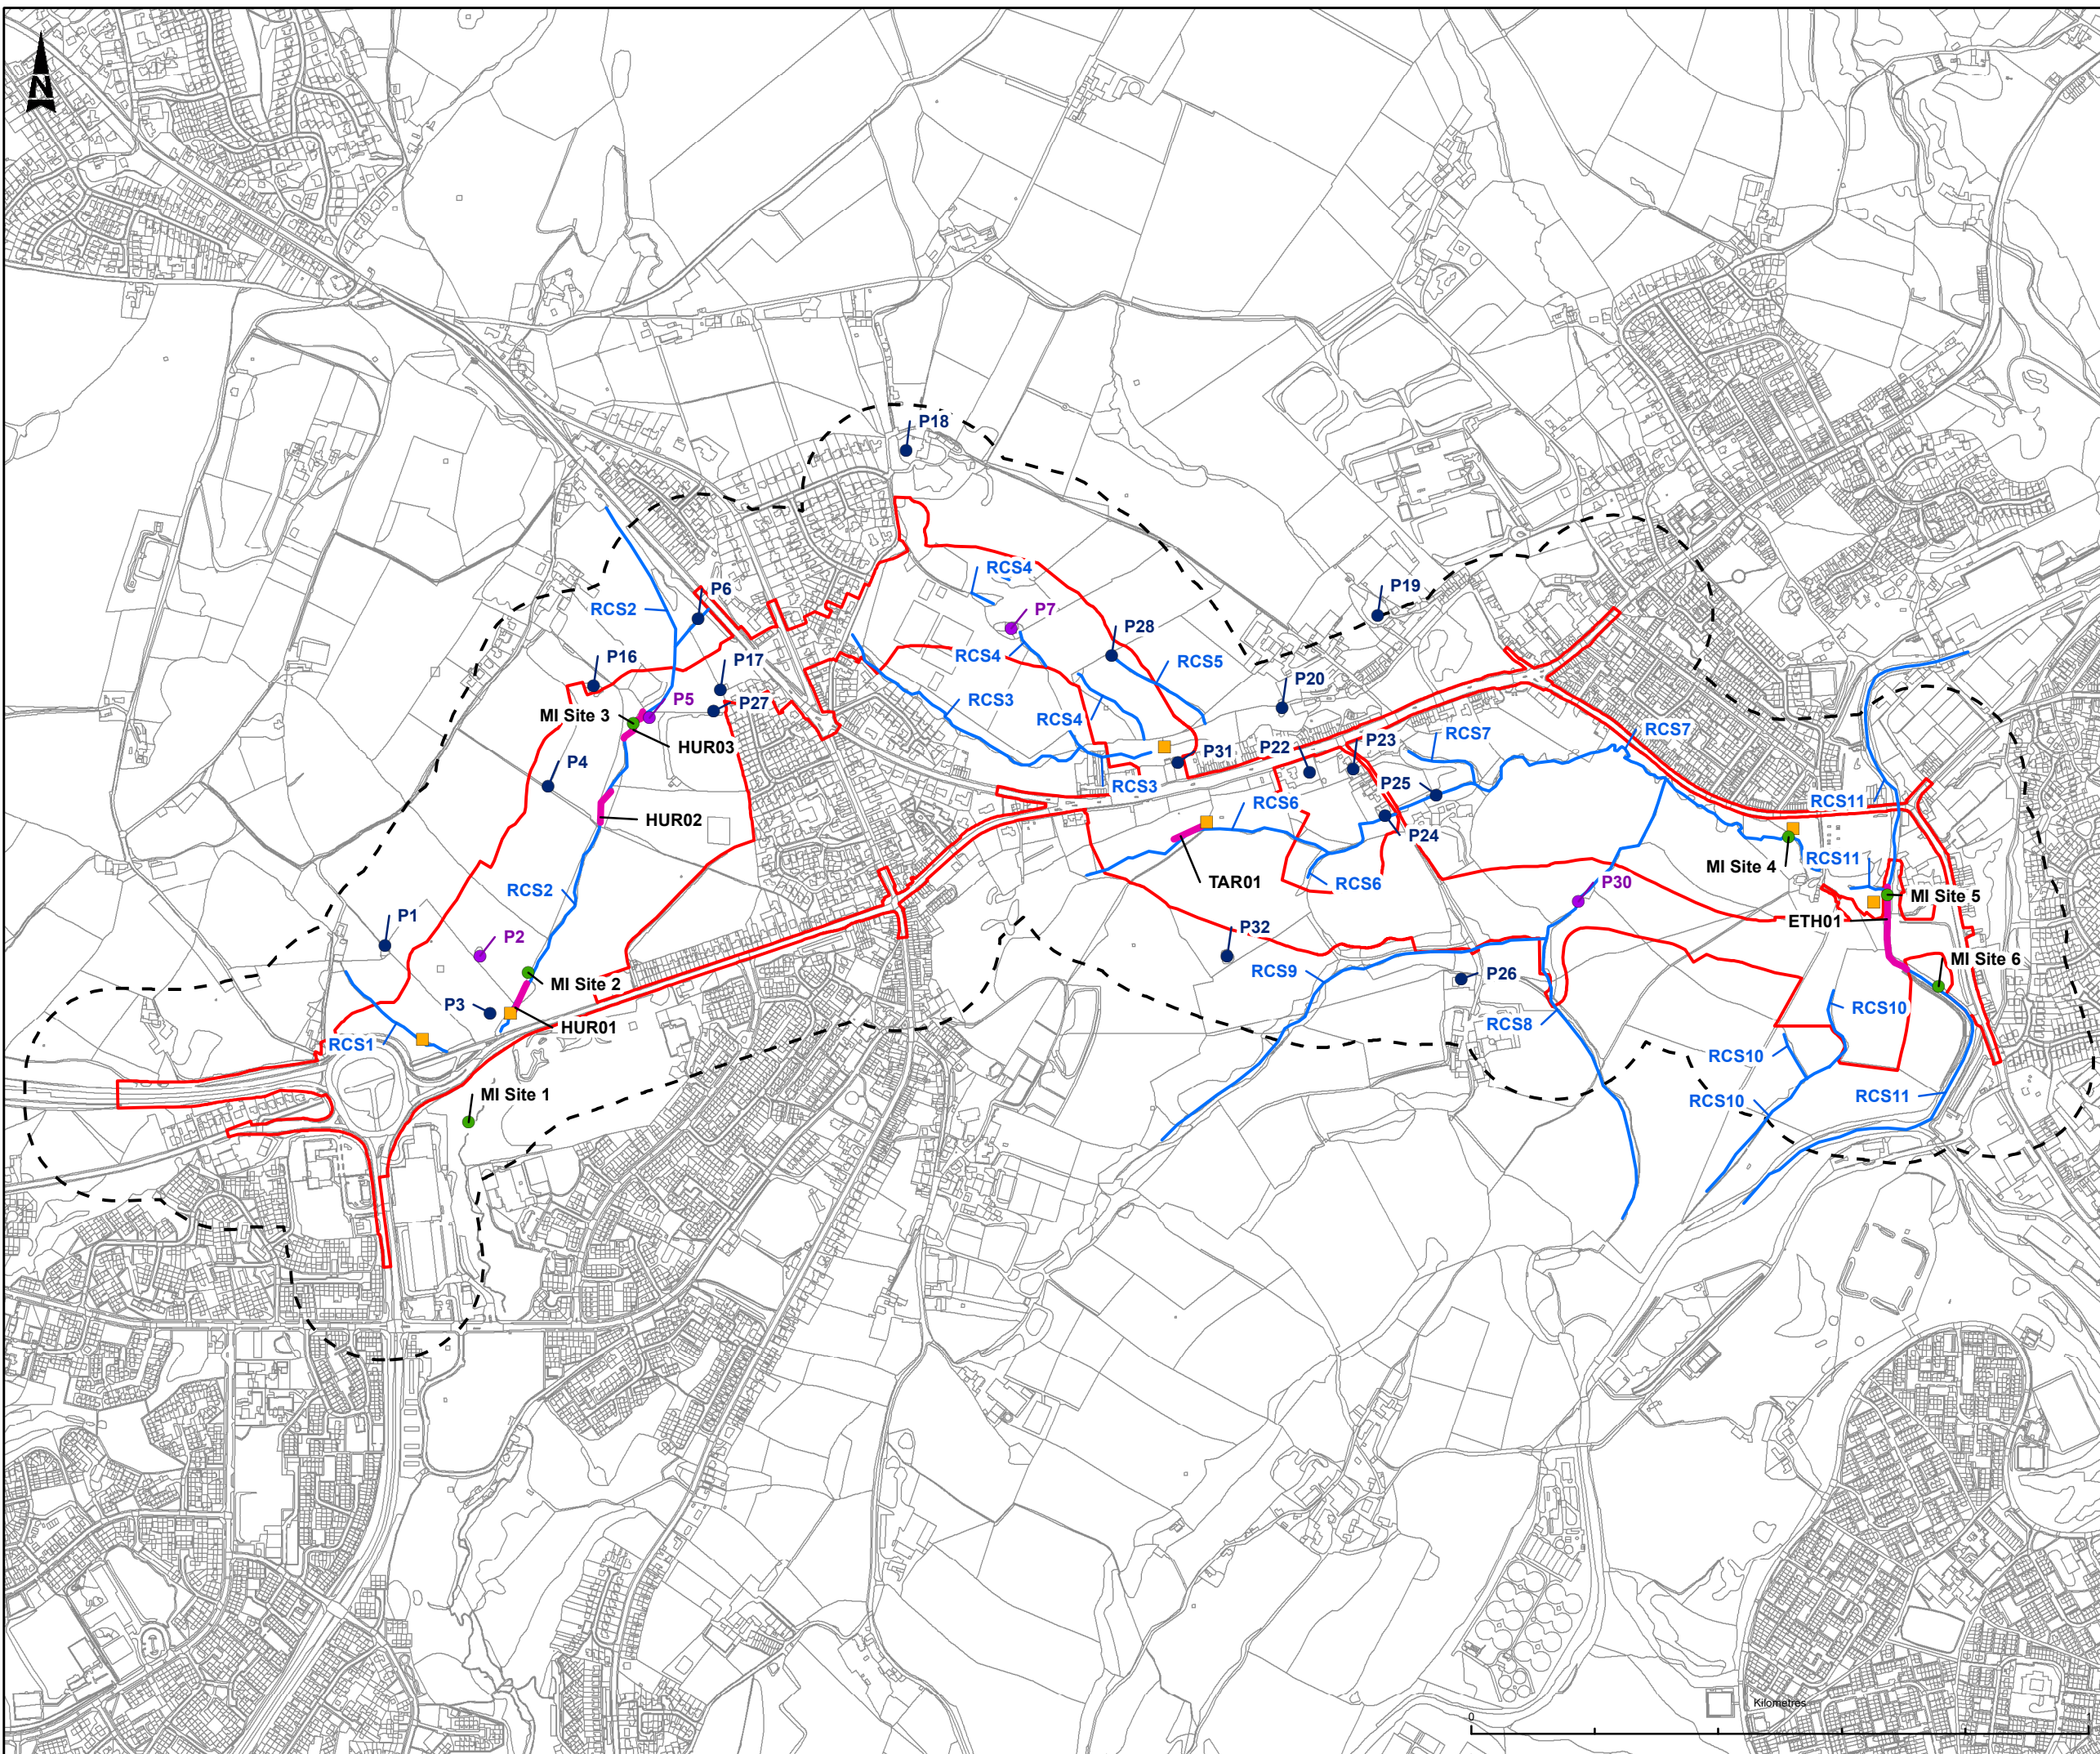 N
P18
RCS4
P6
RCS2
P7
P19
P28
RCS4
RCS5
P16
P17
P20
P5
P27
RCS3
MI Site 3
RCS4
HUR03
RCS7
RCS7
P31
P22
P23
P4
RCS3
P25
RCS6
RCS11
HUR02
P24
MI Site 4
RCS11
TAR01
RCS6
P30
RCS2
MI Site 5
P1
ETH01
P32
P2
MI Site 6
RCS9
P26
MI Site 2
P3
RCS10
HUR01
RCS8
RCS1
RCS10
MI Site 1
RCS10
RCS11
Kilometres
0
1